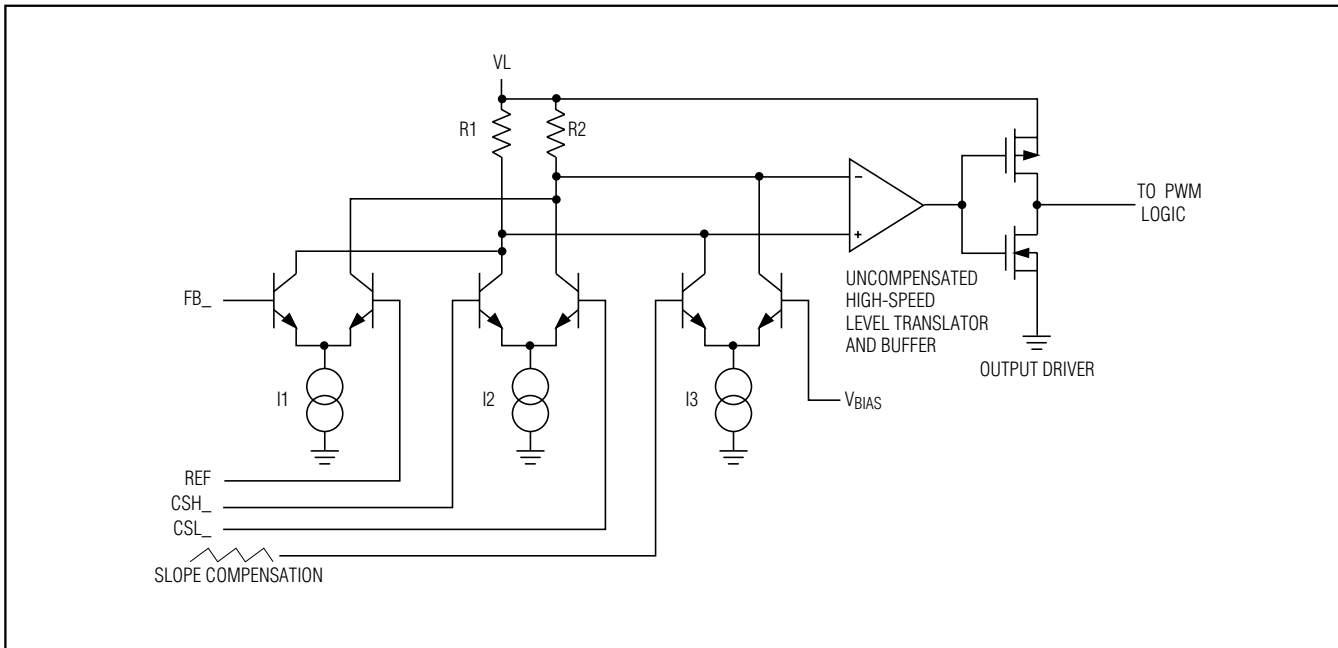 VL
R1
R2
−
+
TO PWM
LOGIC
FB_
UNCOMPENSATED
HIGH-SPEED
LEVEL TRANSLATOR
AND BUFFER
OUTPUT DRIVER
I1
I2
I3
VBIAS
REF
CSH_
CSL_
SLOPE COMPENSATION